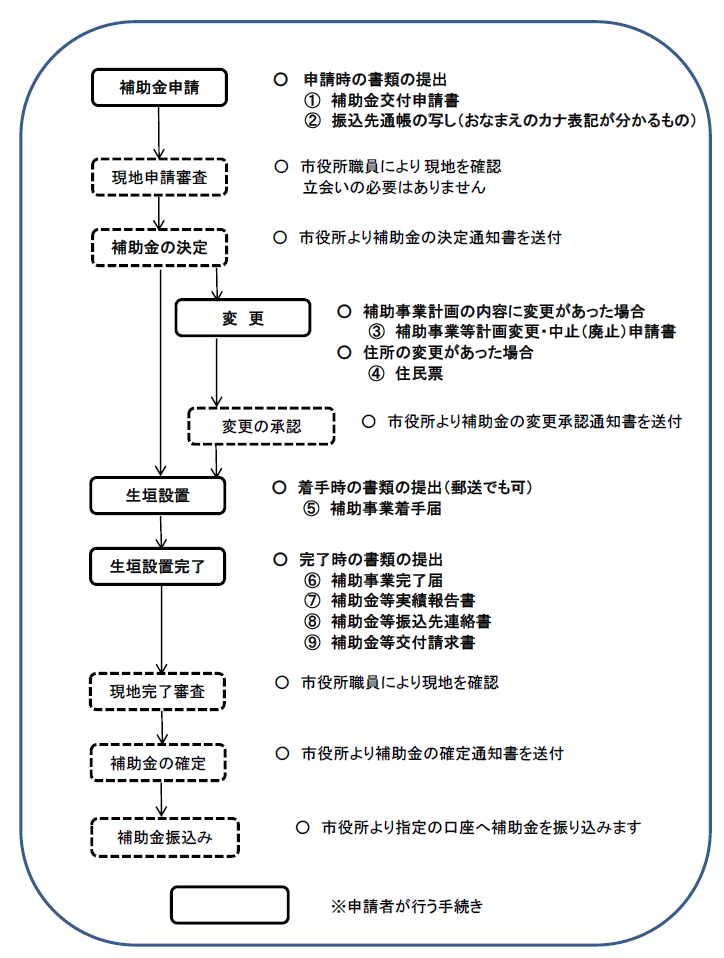 補助金申請
○ 申請時の書類の提出
① 補助金交付申請書
② 振込先通帳の写し(おなまえのカナ表記が分かるもの)
現地申請審査
○ 市役所職員により 現地を確認
立会いの必要はありません
補助金の決定
○ 市役所より補助金の決定通知書を送付
変 更
○ 補助事業計画の内容に変更があった場合
③ 補助事業等計画変更・中止(廃止)申請書
○ 住所の変更があった場合
④ 住民票
変更の承認
○ 市役所より補助金の変更承認通知書を送付
生垣設置
○ 着手時の書類の提出(郵送でも可)
⑤ 補助事業着手届
生垣設置完了
○ 完了時の書類の提出
⑥ 補助事業完了届
⑦ 補助金等実績報告書
⑧ 補助金等振込先連絡書
⑨ 補助金等交付請求書
現地完了審査
○ 市役所職員により現地を確認
補助金の確定
○ 市役所より補助金の確定通知書を送付
補助金振込み
○ 市役所より指定の口座へ補助金を振り込みます
※申請者が行う手続き